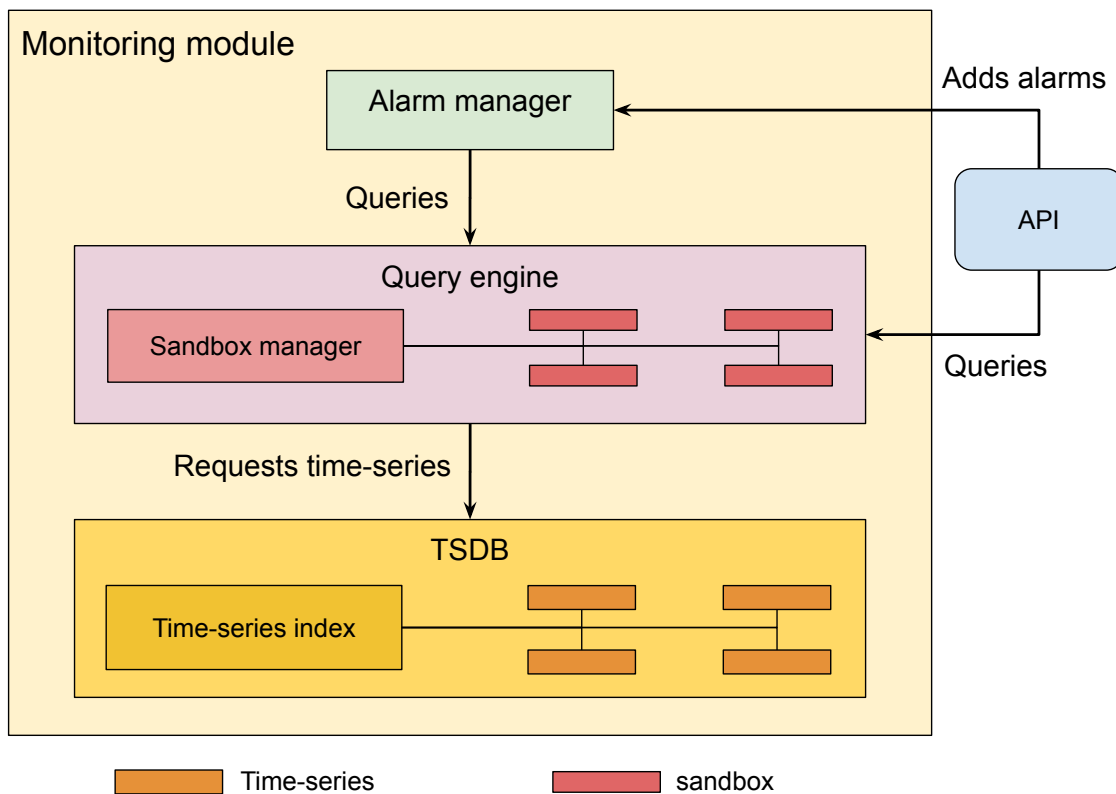 Monitoring module
Alarm manager
Adds alarms
Queries
API
Query engine
Sandbox manager
Queries
Requests time-series
TSDB
Time-series index
Time-series
sandbox